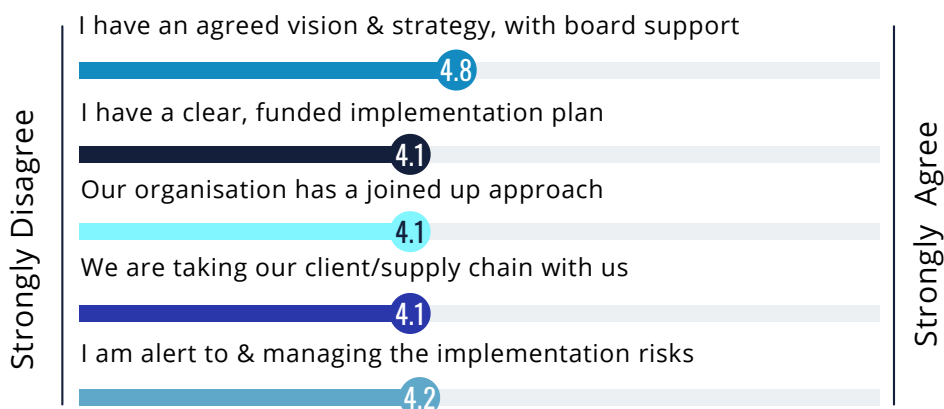 I have an agreed vision & strategy, with board support
4.8
I have a clear, funded implementation plan
4.1
Our organisation has a joined up approach
4.1
We are taking our client/supply chain with us
4.1
I am alert to & managing the implementation risks
4.2
Strongly Disagree
Strongly Agree